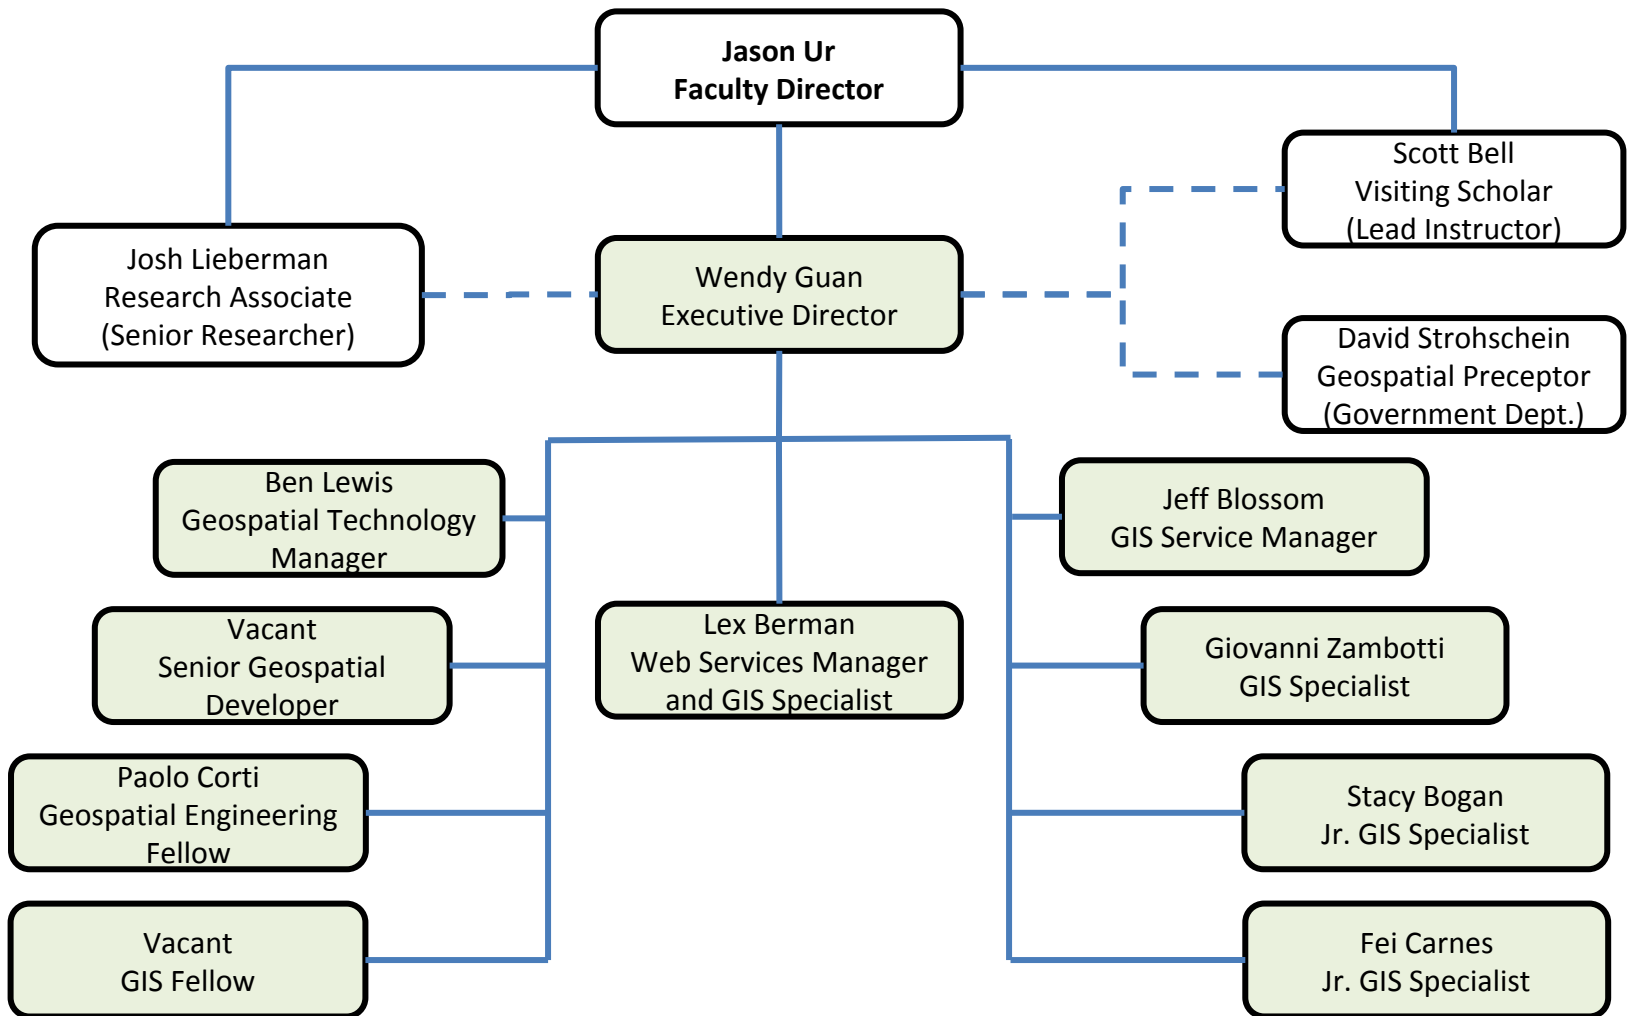 Jason Ur
Faculty Director
Scott Bell
Visiting Scholar
(Lead Instructor)
Josh Lieberman
Research Associate
(Senior Researcher)
Wendy Guan
Executive Director
David Strohschein
Geospatial Preceptor
(Government Dept.)
Ben Lewis
Geospatial Technology
Manager
Jeff Blossom
GIS Service Manager
Vacant
Senior Geospatial
Developer
Lex Berman
Web Services Manager
and GIS Specialist
Giovanni Zambotti
GIS Specialist
Paolo Corti
Geospatial Engineering
Fellow
Stacy Bogan
Jr. GIS Specialist
Vacant
GIS Fellow
Fei Carnes
Jr. GIS Specialist